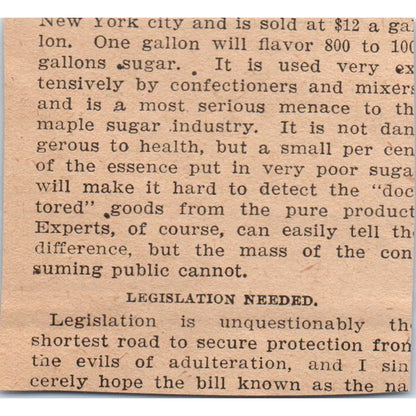 New York city and is sold at $12 a gal
lon. One gallon will flavor 800 to 100
gallons sugar. It is used very ex
tensively by confectioners and mixers
and is a most serious menace to th
maple sugar industry. It is not dan
gerous to health, but a small per cen
of the essence put in very poor suga
will make it hard to detect the "doc
tored" goods from the pure product
Experts, of course, can easily tell the
difference, but the mass of the con
suming public cannot.
LEGISLATION NEEDED.
Legislation is unquestionably th
shortest road to secure protection from
the evils of adulteration, and I sin
cerely hope the bill known as the na